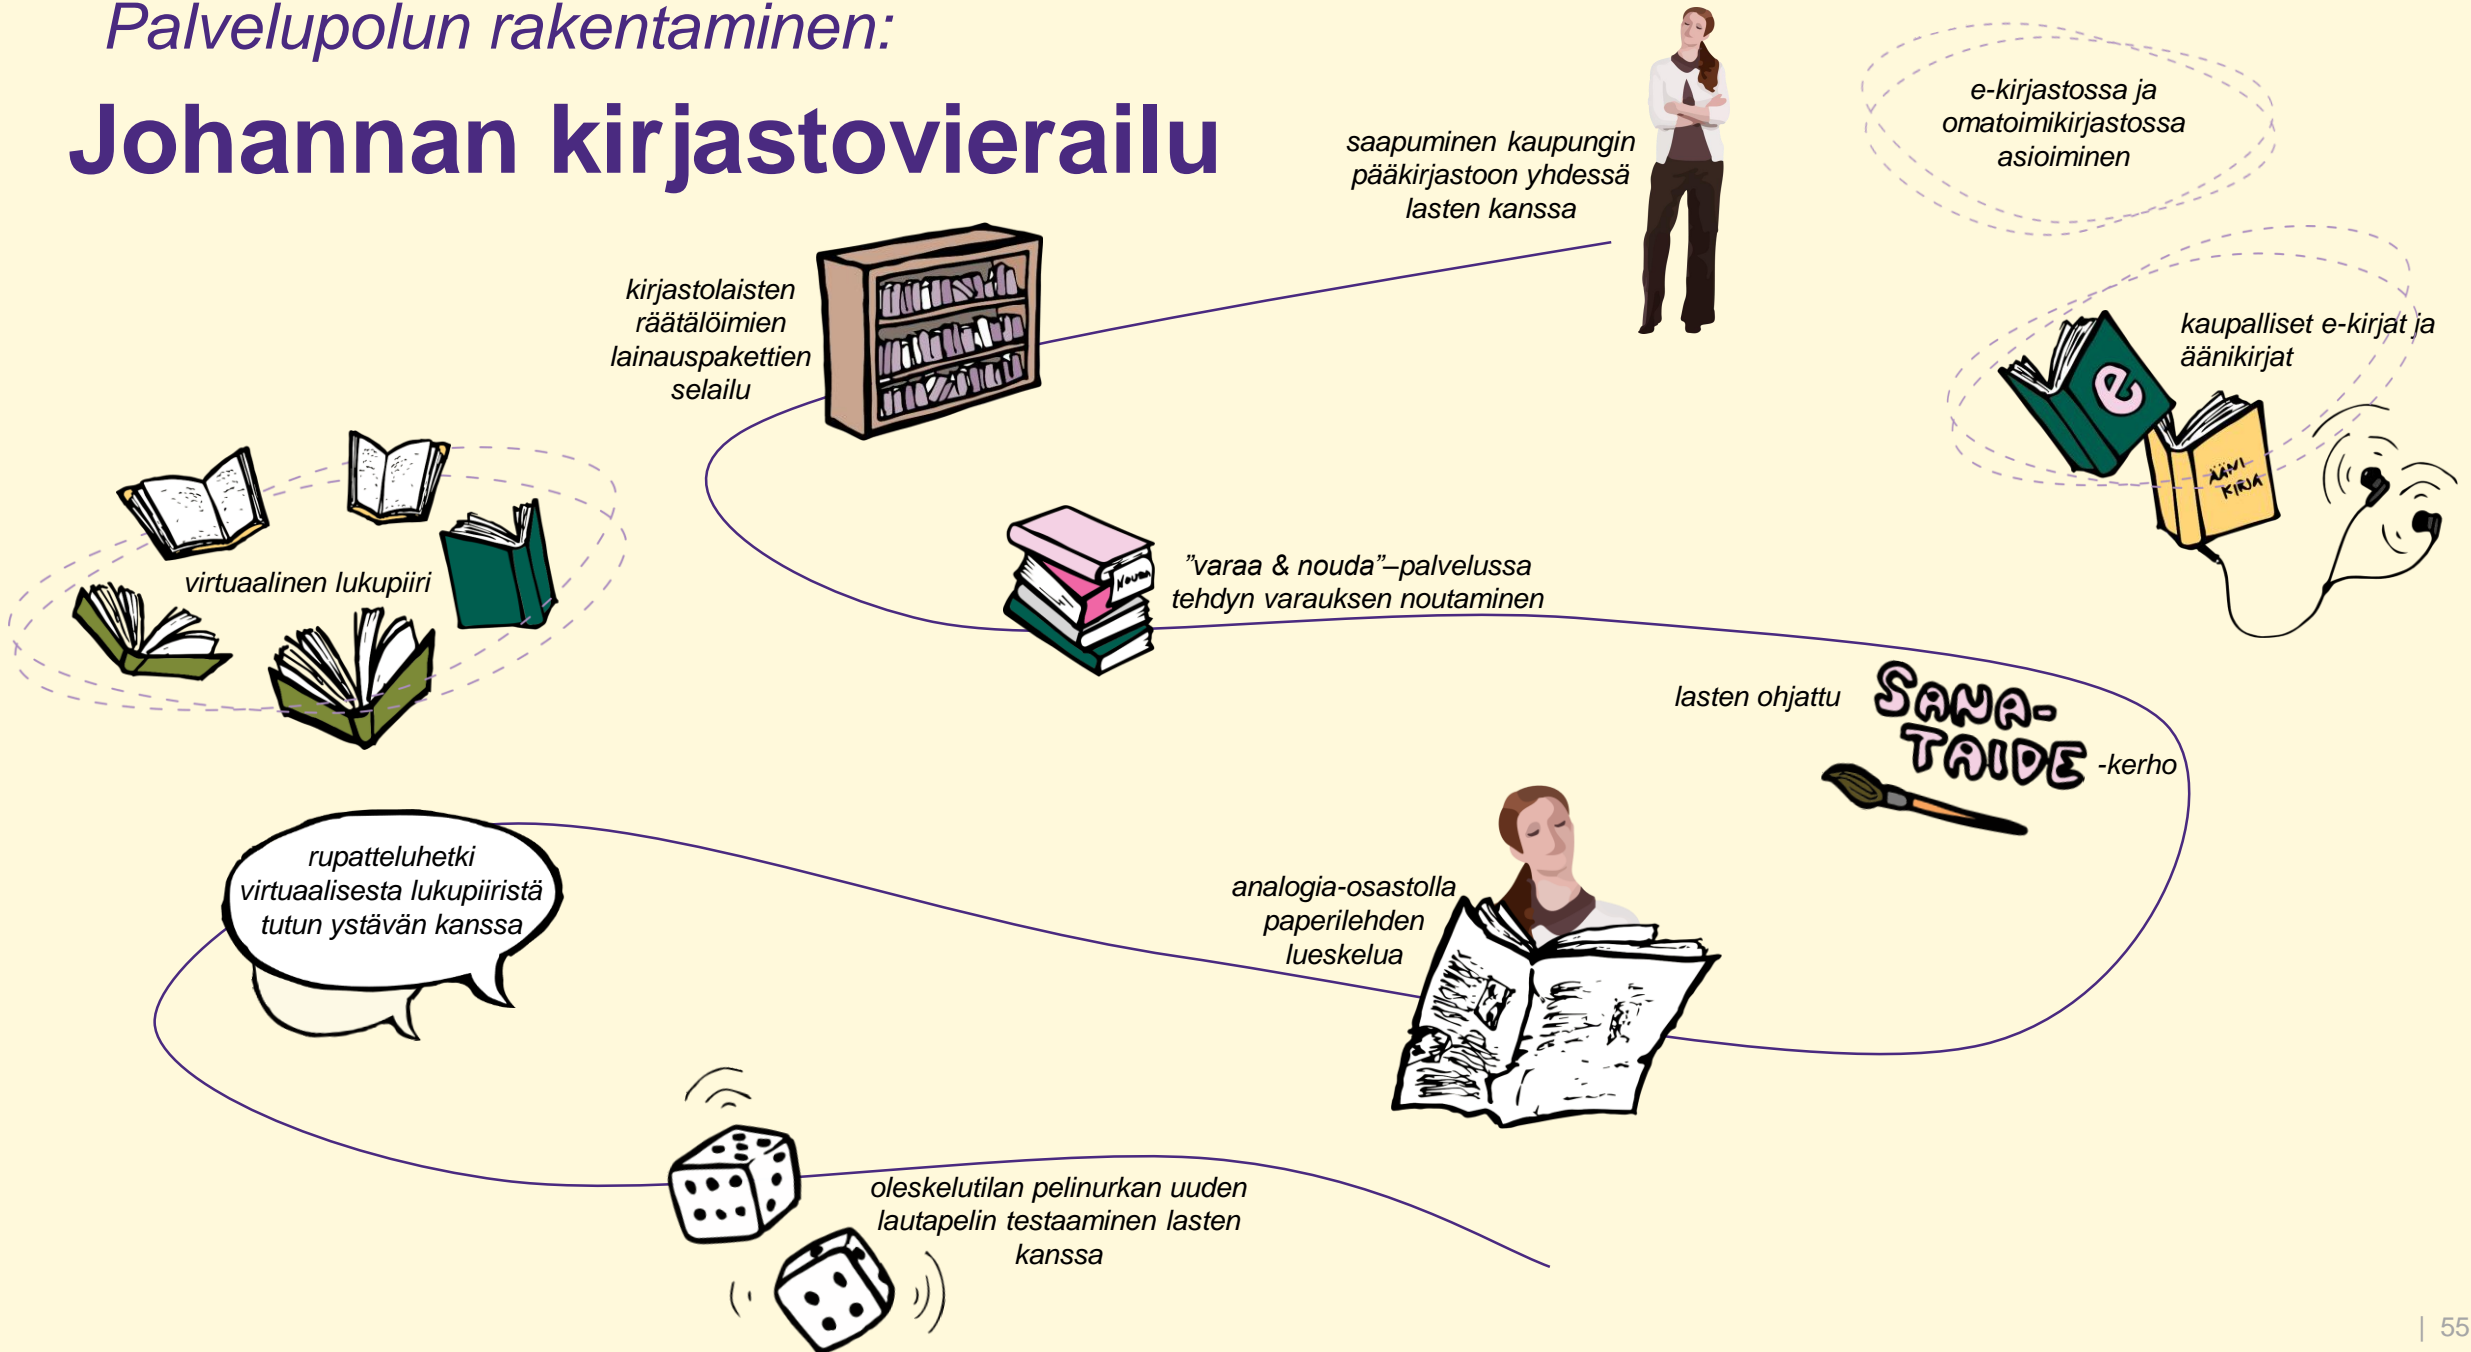 Palvelupolun rakentaminen:
Johannan kirjastovierailu
saapuminen kaupungin
pääkirjastoon yhdessä
lasten kanssa
e-kirjastossa ja
omatoimikirjastossa
asioiminen
kirjastolaisten
räätälöimien
lainauspakettien
selailu
kaupalliset e-kirjat ja
äänikirjat
e
ÄÄNI
KIRJA
virtuaalinen lukupiiri
NOUDA
”varaa & nouda”–palvelussa
tehdyn varauksen noutaminen
lasten ohjattu
SANA-
TAIDE
-kerho
rupatteluhetki
virtuaalisesta lukupiiristä
tutun ystävän kanssa
analogia-osastolla
paperilehden
lueskelua
oleskelutilan pelinurkan uuden
lautapelin testaaminen lasten
kanssa
| 55